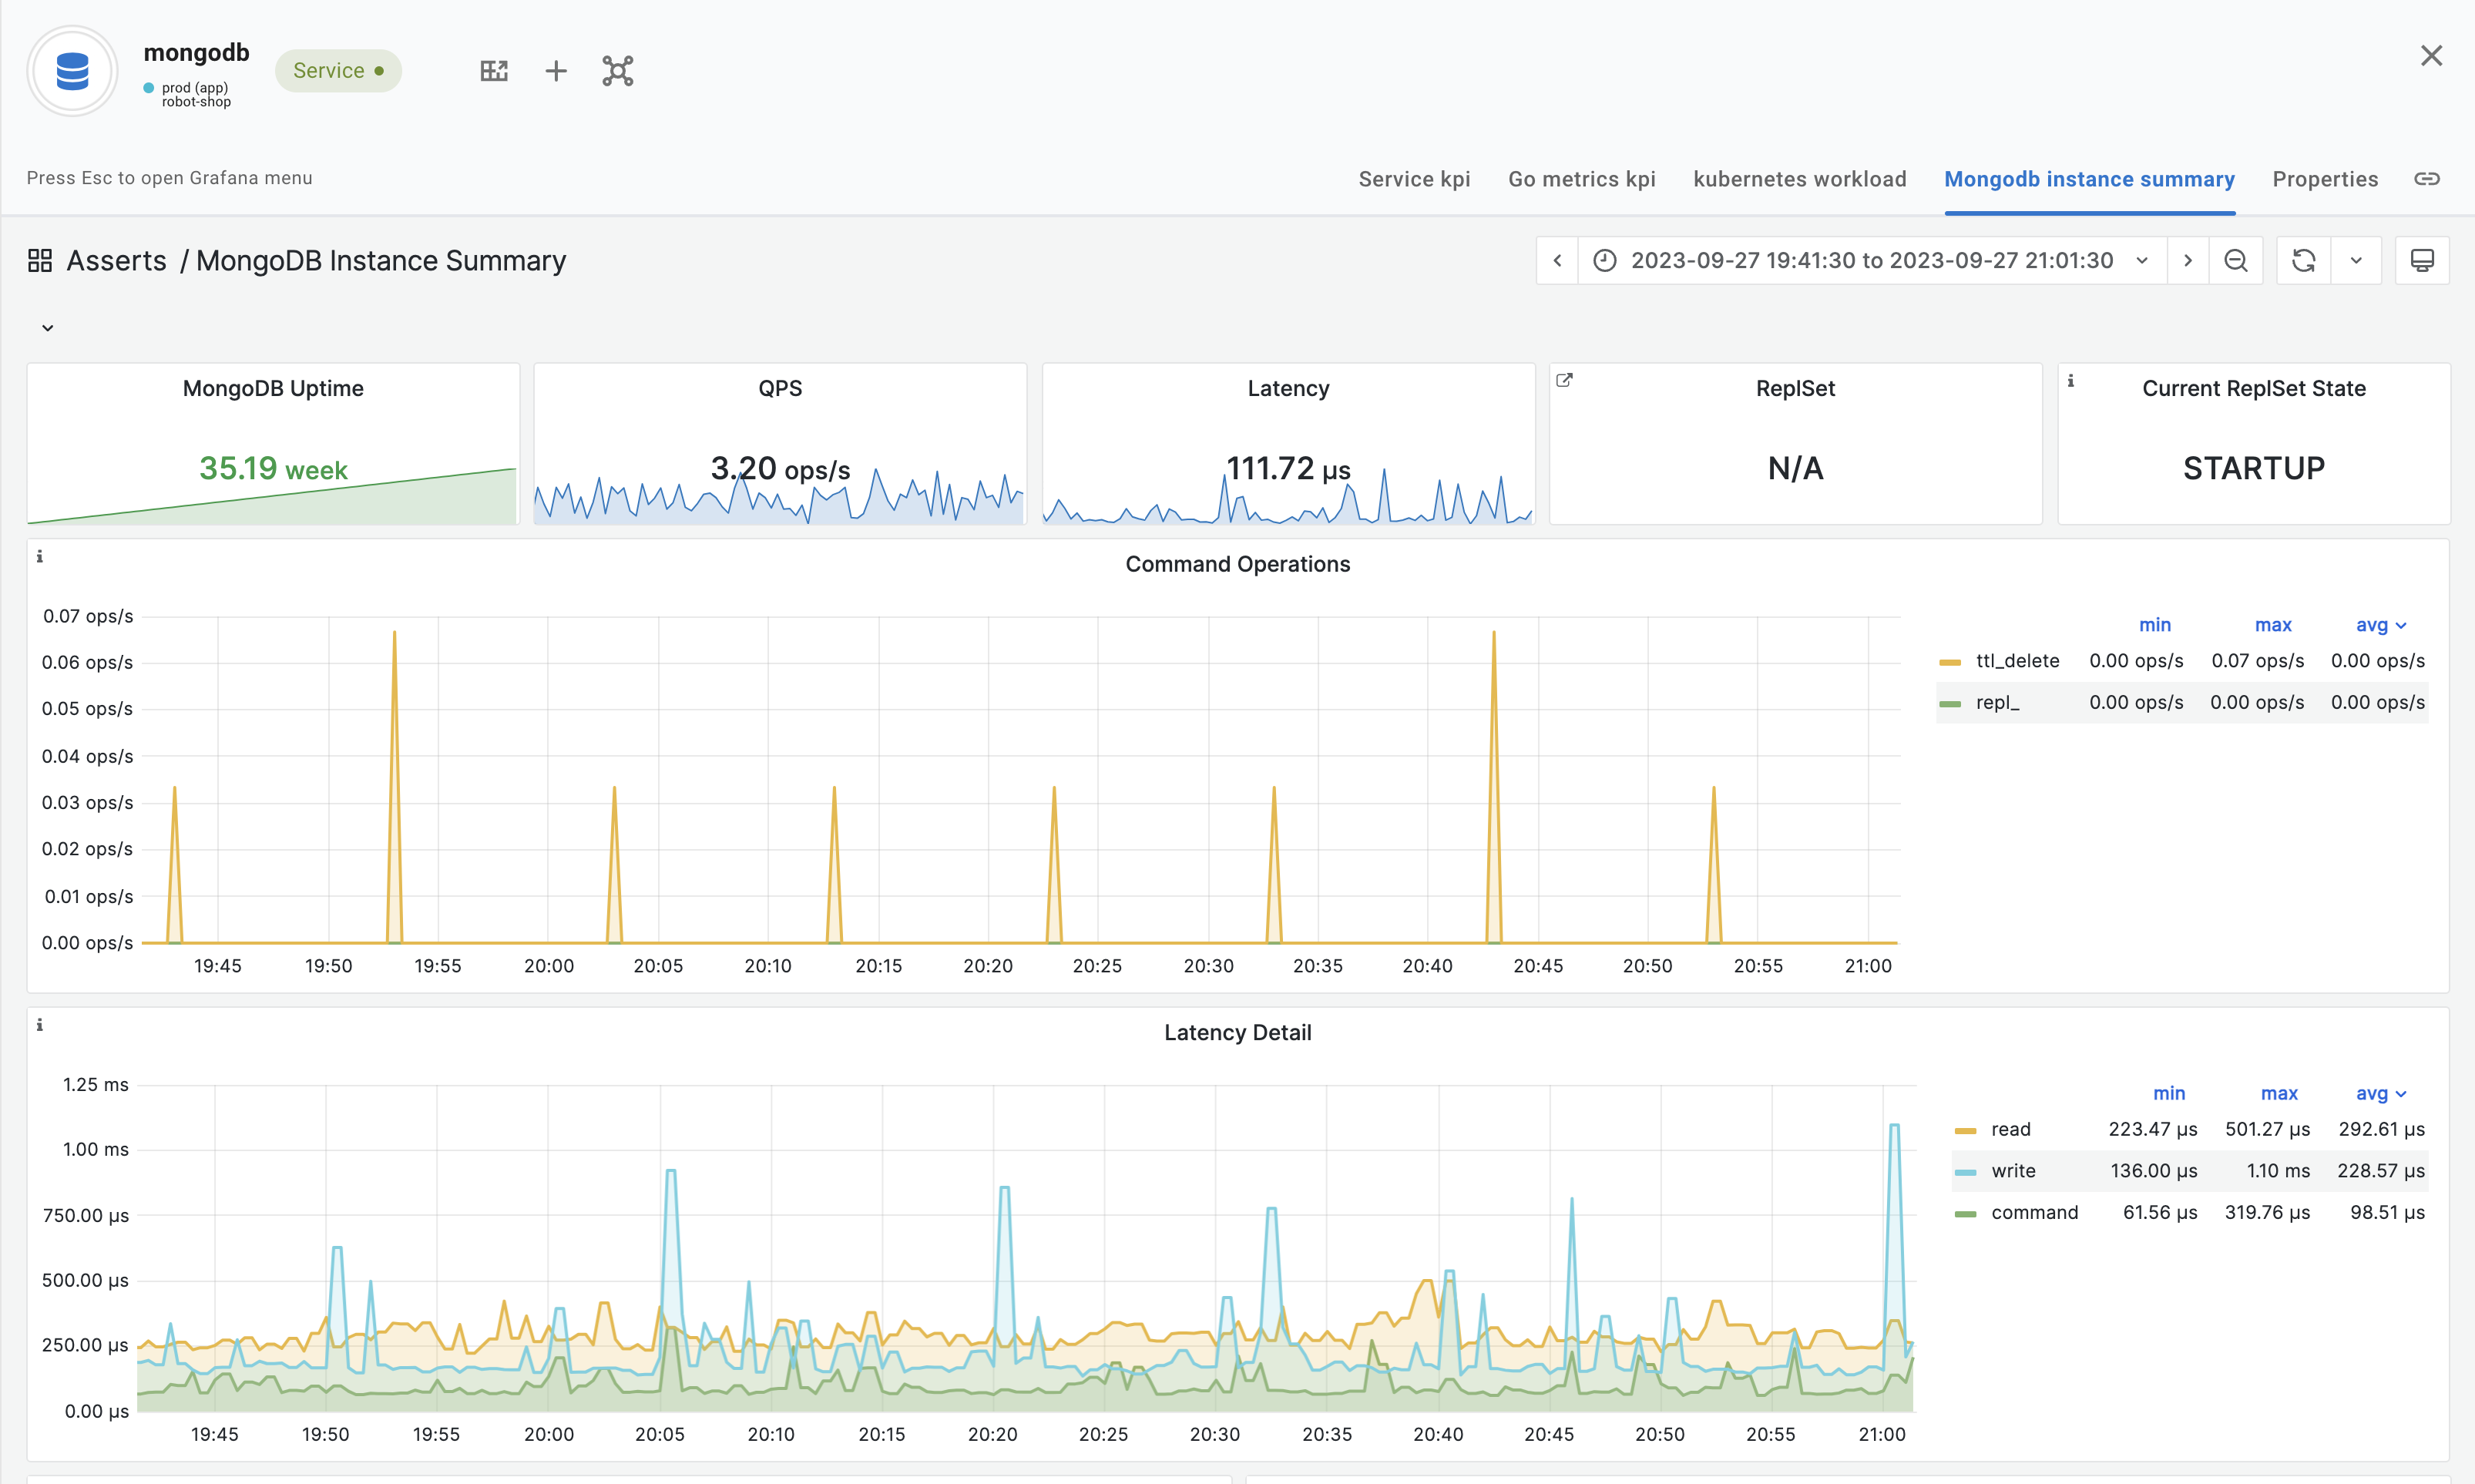 mongodb
prod (app)
robot-shop
Service
Press Esc to open Grafana menu
Service kpi Go metrics kpi kubernetes workload Mongodb instance summary Properties
Asserts / MongoDB Instance Summary
2023-09-27 19:41:30 to 2023-09-27 21:01:30
MongoDB Uptime
35.19 week
QPS
3.20 ops/s
Latency
111.72 µs
ReplSet
N/A
Current ReplSet State
STARTUP
Command Operations
0.07 ops/s
0.06 ops/s
0.05 ops/s
0.04 ops/s
0.03 ops/s
0.02 ops/s
0.01 ops/s
0.00 ops/s
19:45 19:50 19:55 20:00 20:05 20:10 20:15 20:20 20:25 20:30 20:35 20:40 20:45 20:50 20:55 21:00
min max avg
ttl_delete 0.00 ops/s 0.07 ops/s 0.00 ops/s
repl_ 0.00 ops/s 0.00 ops/s 0.00 ops/s
Latency Detail
1.25 ms
1.00 ms
750.00 µs
500.00 µs
250.00 µs
0.00 µs
19:45 19:50 19:55 20:00 20:05 20:10 20:15 20:20 20:25 20:30 20:35 20:40 20:45 20:50 20:55 21:00
min max avg
read 223.47 µs 501.27 µs 292.61 µs
write 136.00 µs 1.10 ms 228.57 µs
command 61.56 µs 319.76 µs 98.51 µs